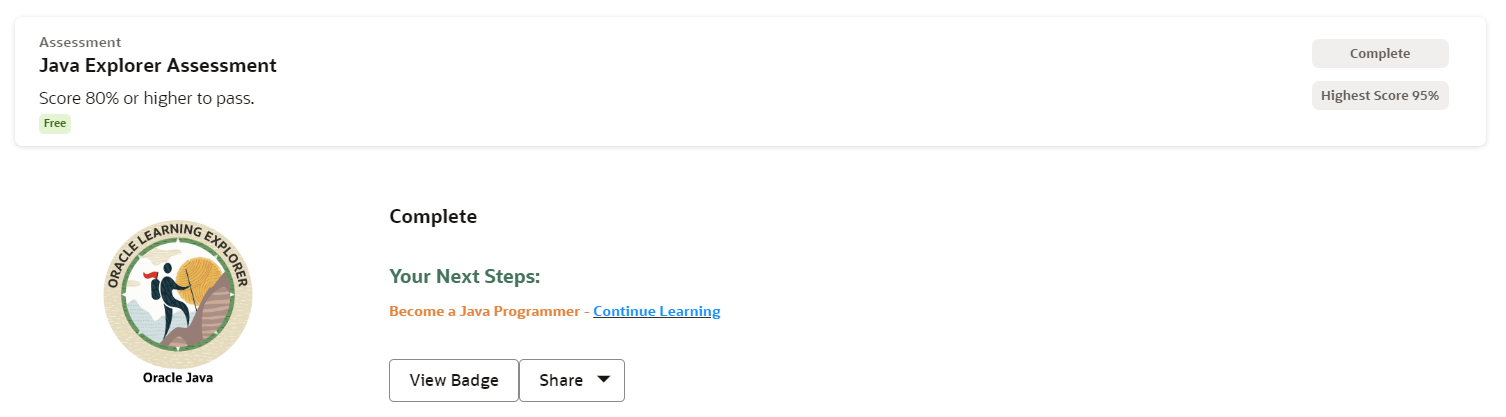 Assessment
Java Explorer Assessment
Score 80% or higher to pass.
Free
Complete
Highest Score 95%
ORACLE LEARNING EXPLORER
Oracle Java
Complete
Your Next Steps:
Become a Java Programmer - Continue Learning
View Badge
Share